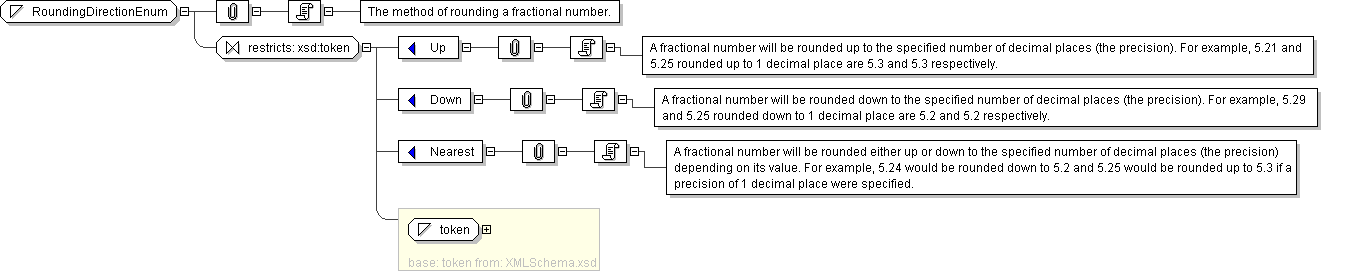 RoundingDirectionEnum
The method of rounding a fractional number.
restricts: xsd:token
Up
A fractional number will be rounded up to the specified number of decimal places (the precision). For example, 5.21 and
5.25 rounded up to 1 decimal place are 5.3 and 5.3 respectively.
Down
A fractional number will be rounded down to the specified number of decimal places (the precision). For example, 5.29
and 5.25 rounded down to 1 decimal place are 5.2 and 5.2 respectively.
Nearest
A fractional number will be rounded either up or down to the specified number of decimal places (the precision)
depending on its value. For example, 5.24 would be rounded down to 5.2 and 5.25 would be rounded up to 5.3 if a
precision of 1 decimal place were specified.
token
base: token from: XMLSchema.xsd